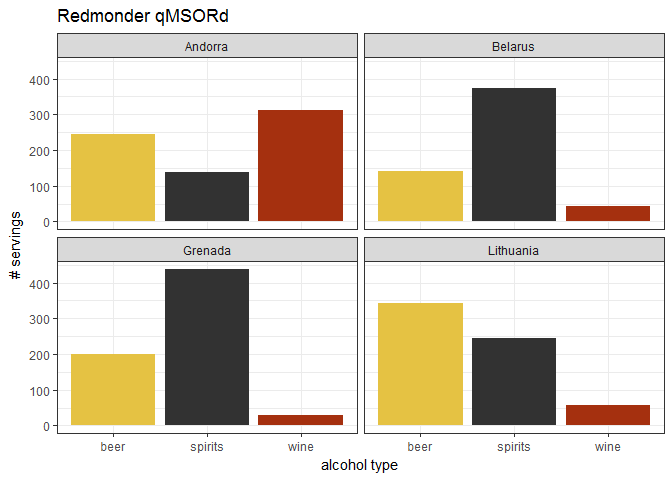 Redmonder qMSORd
Andorra
Belarus
400
300
200
100
0
Grenada
Lithuania
400
300
200
100
0
# servings
beer spirits wine
beer spirits wine
alcohol type